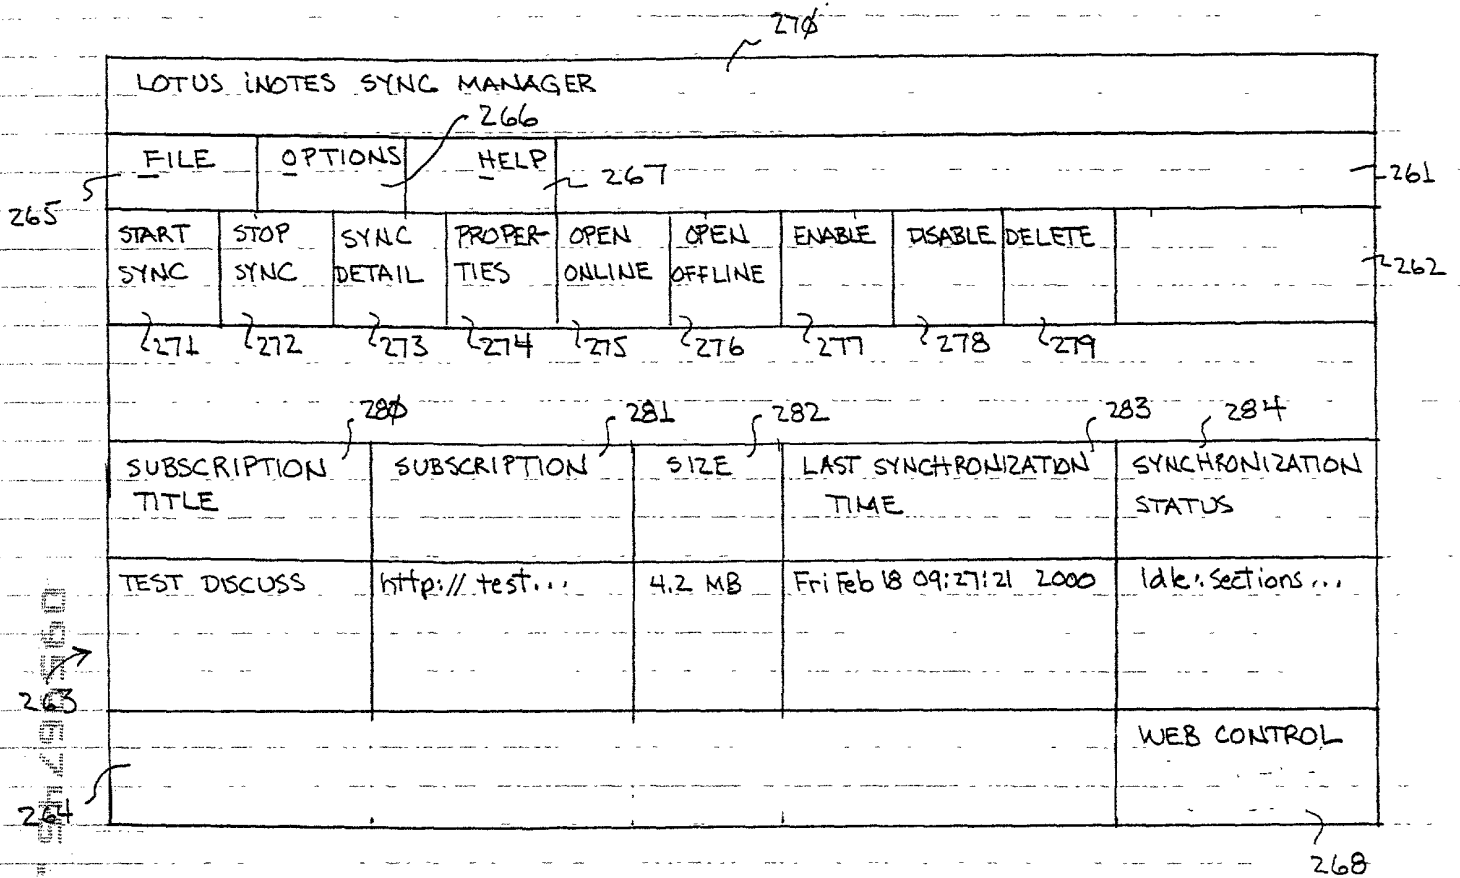 270
LOTUS iNOTES SYNC MANAGER
266
FILE OPTIONS HELP
267 261
265
START SYNC
STOP SYNC
SYNC DETAIL
PROPER-TIES
OPEN ONLINE
OPEN OFFLINE
ENABLE
DISABLE
DELETE
262
271 272 273 274 275 276 277 278 279
280 281 282 283 284
SUBSCRIPTION TITLE
SUBSCRIPTION
SIZE
LAST SYNCHRONIZATION TIME
SYNCHRONIZATION STATUS
TEST DISCUSS http://test... 4.2 MB Fri Feb 18 09:27:21 2000 Idle: Sections...
263
WEB CONTROL
264
268